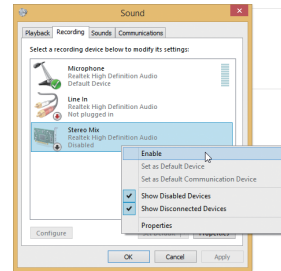 Sound
Playback Recording Sounds Communications
Select a recording device below to modify its settings:
Microphone
Realtek High Definition Audio
Default Device
Line In
Realtek High Definition Audio
Not plugged in
Stereo Mix
Realtek High Definition Audio
Disabled
Enable
Set as Default Device
Set as Default Communication Device
Show Disabled Devices
Show Disconnected Devices
Properties
Configure
OK Cancel Apply